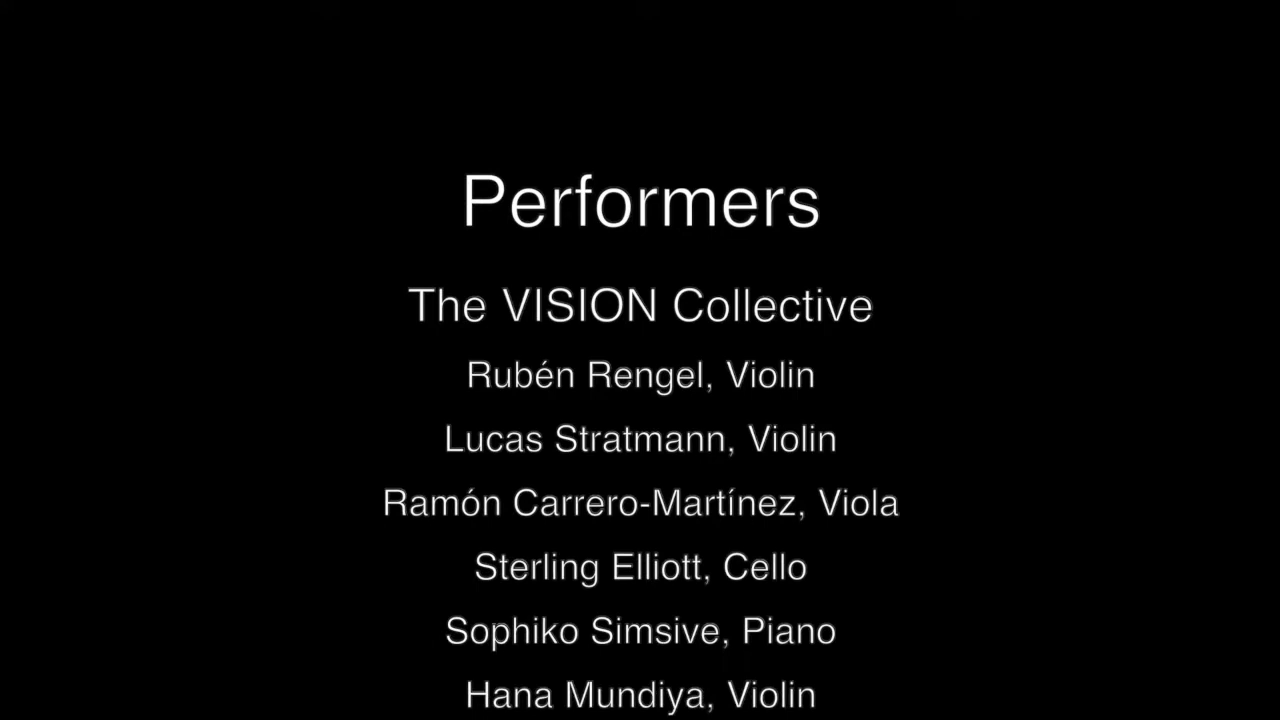 Performers
The VISION Collective
Rubén Rengel, Violin
Lucas Stratmann, Violin
Ramón Carrero-Martínez, Viola
Sterling Elliott, Cello
Sophiko Simsive, Piano
Hana Mundiya, Violin